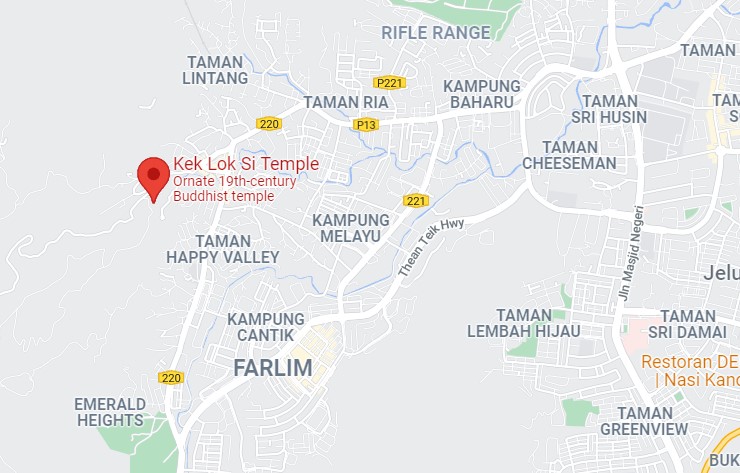 RIFLE RANGE
TAMAN
LINTANG
P221
TAMAN
KAMPUNG
BAHARU
TAMAN RIA
TAMAN
SRI HUSIN
220
P13
TAMAN
CHEESEMAN
Kek Lok Si Temple
Ornate 19th-century
Buddhist temple
221
KAMPUNG
MELAYU
Thean Teik Hwy
Jln Masjid Negeri
TAMAN
HAPPY VALLEY
Jelu
KAMPUNG
CANTIK
TAMAN
LEMBAH HIJAU
TAMAN
SRI DAMAI
FARLIM
220
Restoran DE
| Nasi Kand
EMERALD
HEIGHTS
TAMAN
GREENVIEW
BUK